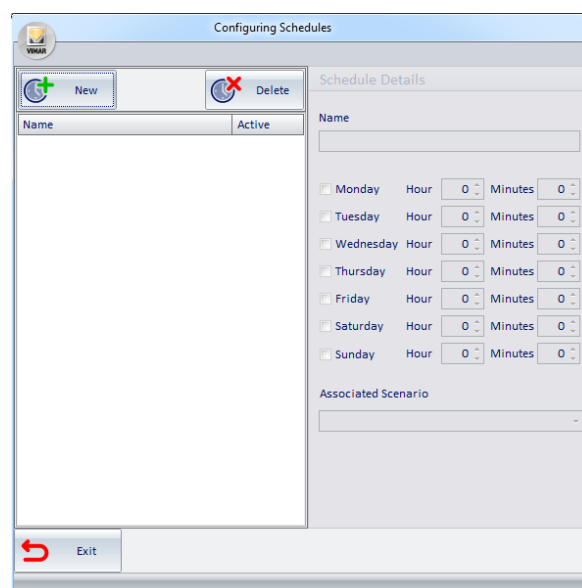 Configuring Schedules
VIMAR
New
Delete
Name
Active
Schedule Details
Name
Monday Hour 0 Minutes 0
Tuesday Hour 0 Minutes 0
Wednesday Hour 0 Minutes 0
Thursday Hour 0 Minutes 0
Friday Hour 0 Minutes 0
Saturday Hour 0 Minutes 0
Sunday Hour 0 Minutes 0
Associated Scenario
Exit